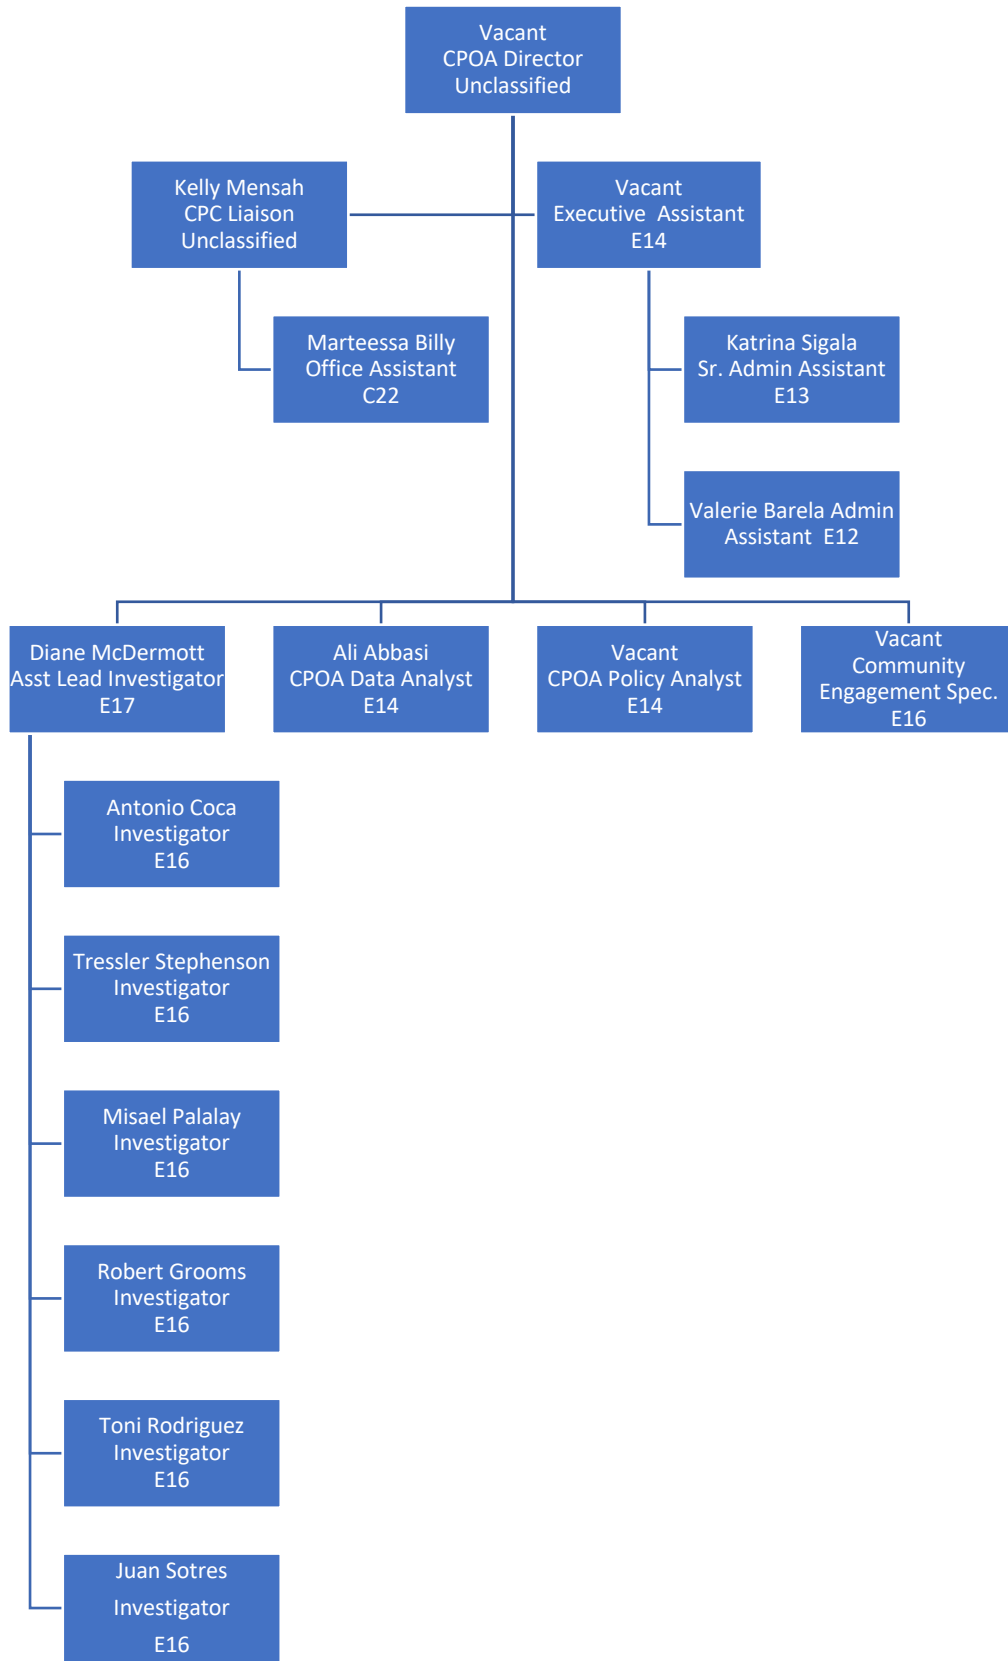 Vacant
CPOA Director
Unclassified
Kelly Mensah
CPC Liaison
Unclassified
Vacant
Executive Assistant
E14
Marteessa Billy
Office Assistant
C22
Katrina Sigala
Sr. Admin Assistant
E13
Valerie Barela Admin
Assistant E12
Diane McDermott
Asst Lead Investigator
E17
Ali Abbasi
CPOA Data Analyst
E14
Vacant
CPOA Policy Analyst
E14
Vacant
Community
Engagement Spec.
E16
Antonio Coca
Investigator
E16
Tressler Stephenson
Investigator
E16
Misael Palalay
Investigator
E16
Robert Grooms
Investigator
E16
Toni Rodriguez
Investigator
E16
Juan Sotres
Investigator
E16